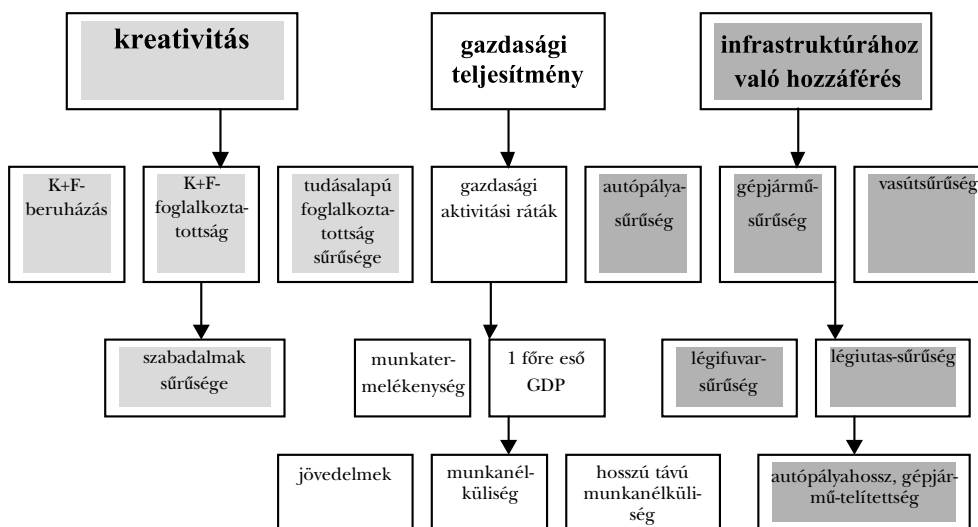 kreativitás
gazdasági
teljesítmény
infrastruktúrához
való hozzáférés
K+F-
beruházás
K+F-
foglalkozta-
tottság
tudásalapú
foglalkozta-
tottság
sűrűsége
gazdasági
aktivitási ráták
autópálya-
sűrűség
gépjármű-
sűrűség
vasútsűrűség
szabadalmak
sűrűsége
munkater-
melékenység
1 főre eső
GDP
légifuvar-
sűrűség
légiutas-sűrűség
jövedelmek
munkanél-
küliség
hosszú távú
munkanélküli-
ség
autópályahossz, gépjár-
mű-telítettség